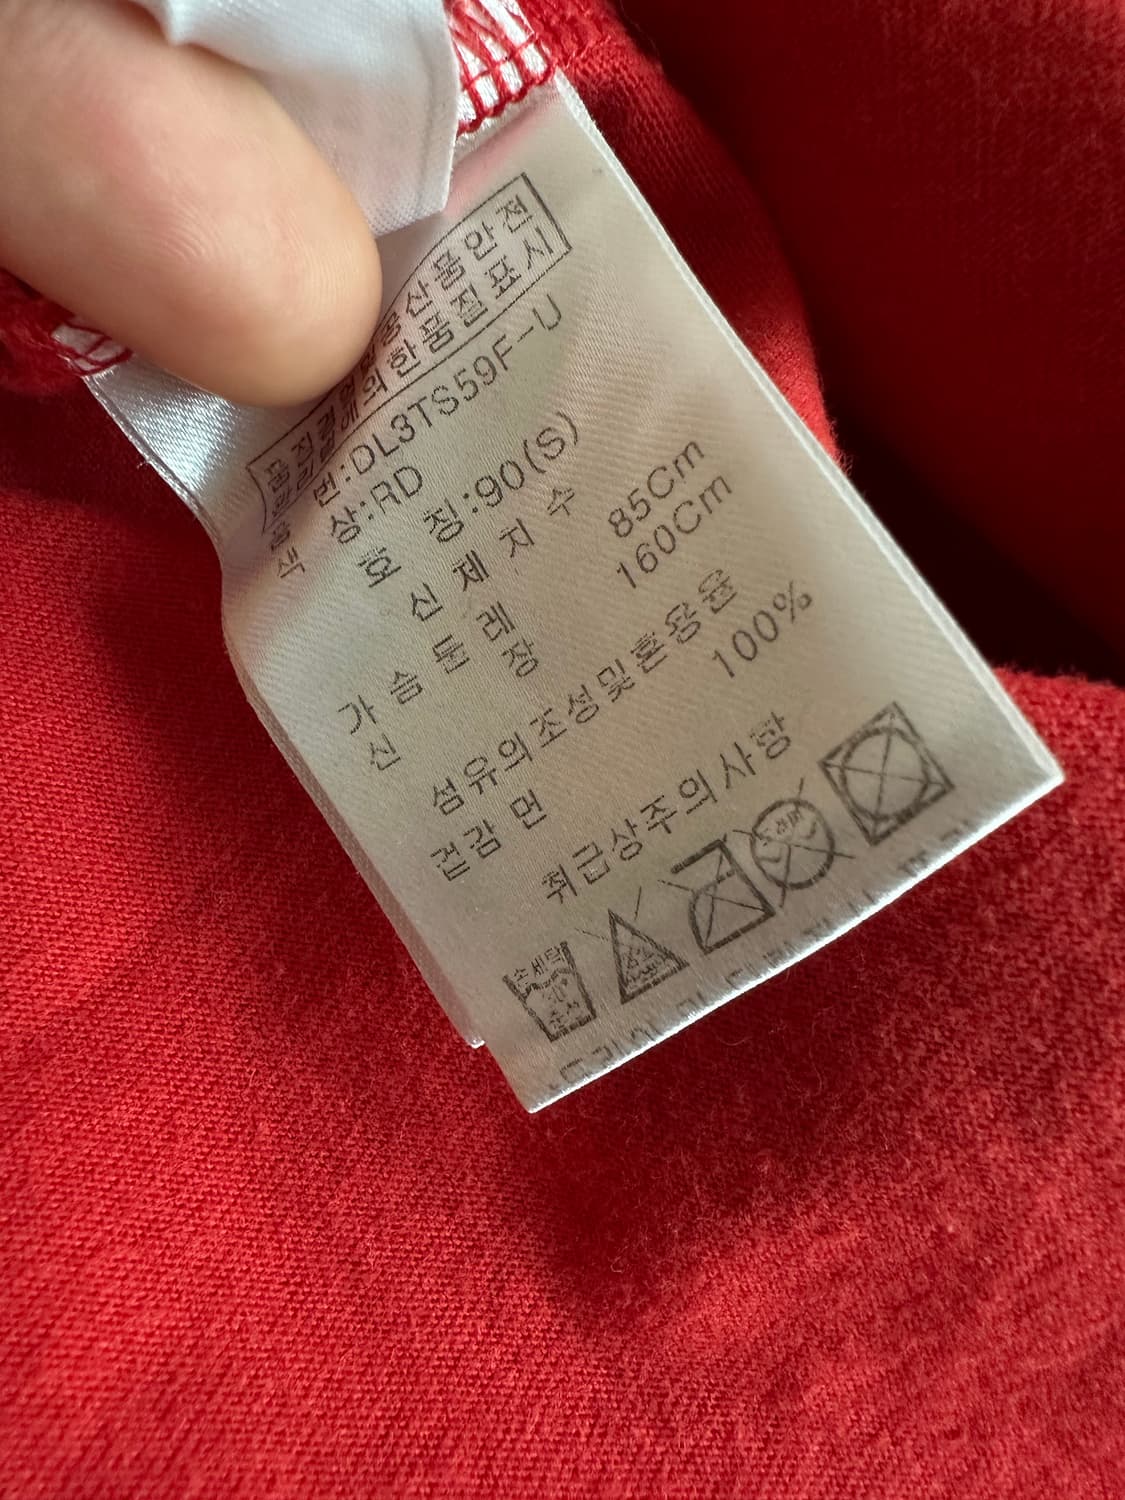 품질경영및공산품안전
관리법에의한품질표시
품번:DL3TS59F-U
색상:RD
호 칭:90(S)
신 체 치 수
가 슴 둘 레 85Cm
신 장 160Cm
섬유의조성및혼용율
겉감 면 100%
취급상주의사항
손세탁
30°
중성